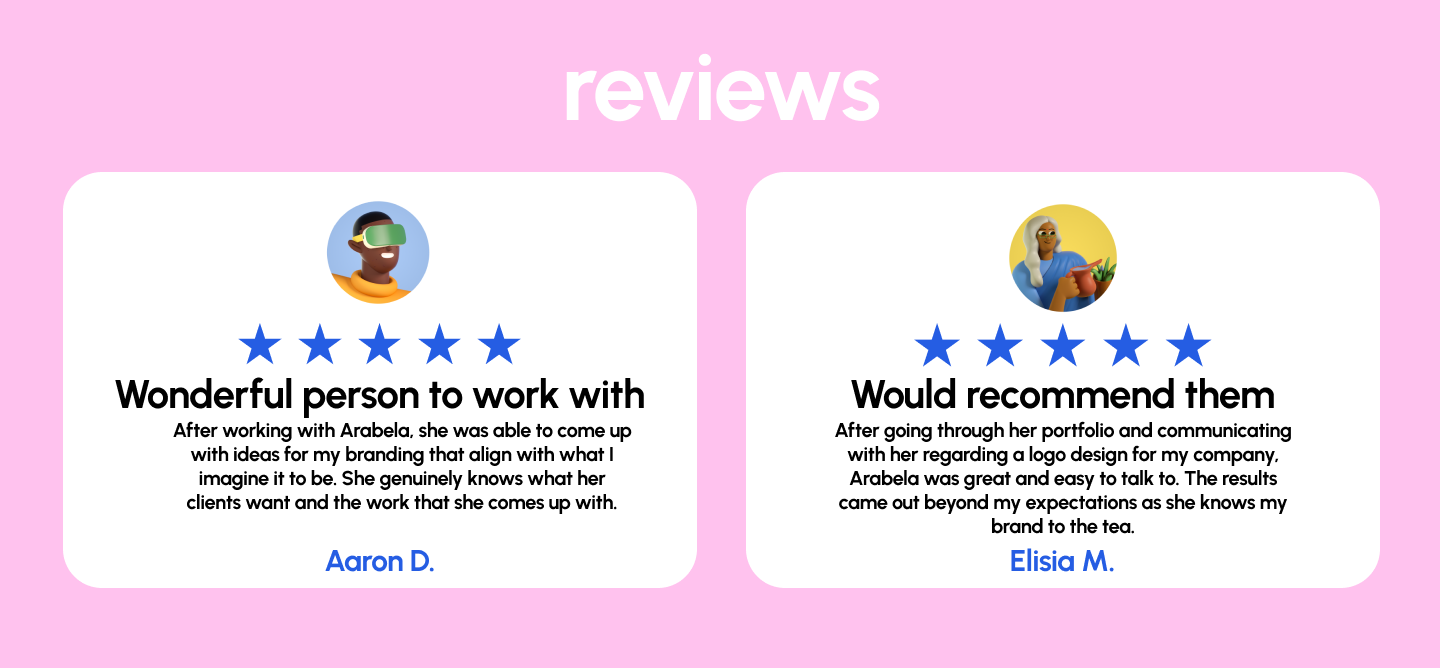 reviews
Wonderful person to work with
After working with Arabela, she was able to come up
with ideas for my branding that align with what I
imagine it to be. She genuinely knows what her
clients want and the work that she comes up with.
Aaron D.
Would recommend them
After going through her portfolio and communicating
with her regarding a logo design for my company,
Arabela was great and easy to talk to. The results
came out beyond my expectations as she knows my
brand to the tea.
Elisia M.